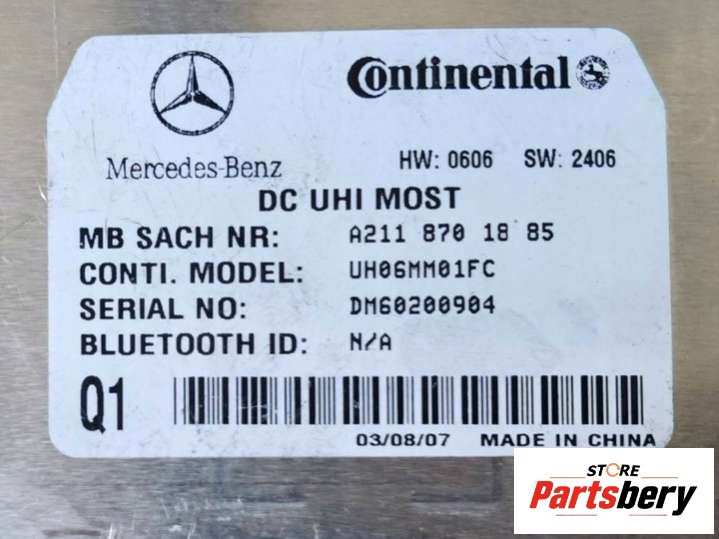 Continental
Mercedes-Benz
HW: 0606 SW: 2406
DC UHI MOST
MB SACH NR: A211 870 18 85
CONTI. MODEL: UH06MM01FC
SERIAL NO: DM60200904
BLUETOOTH ID: N/A
Q1
03/08/07 MADE IN CHINA
STORE
Partsbery